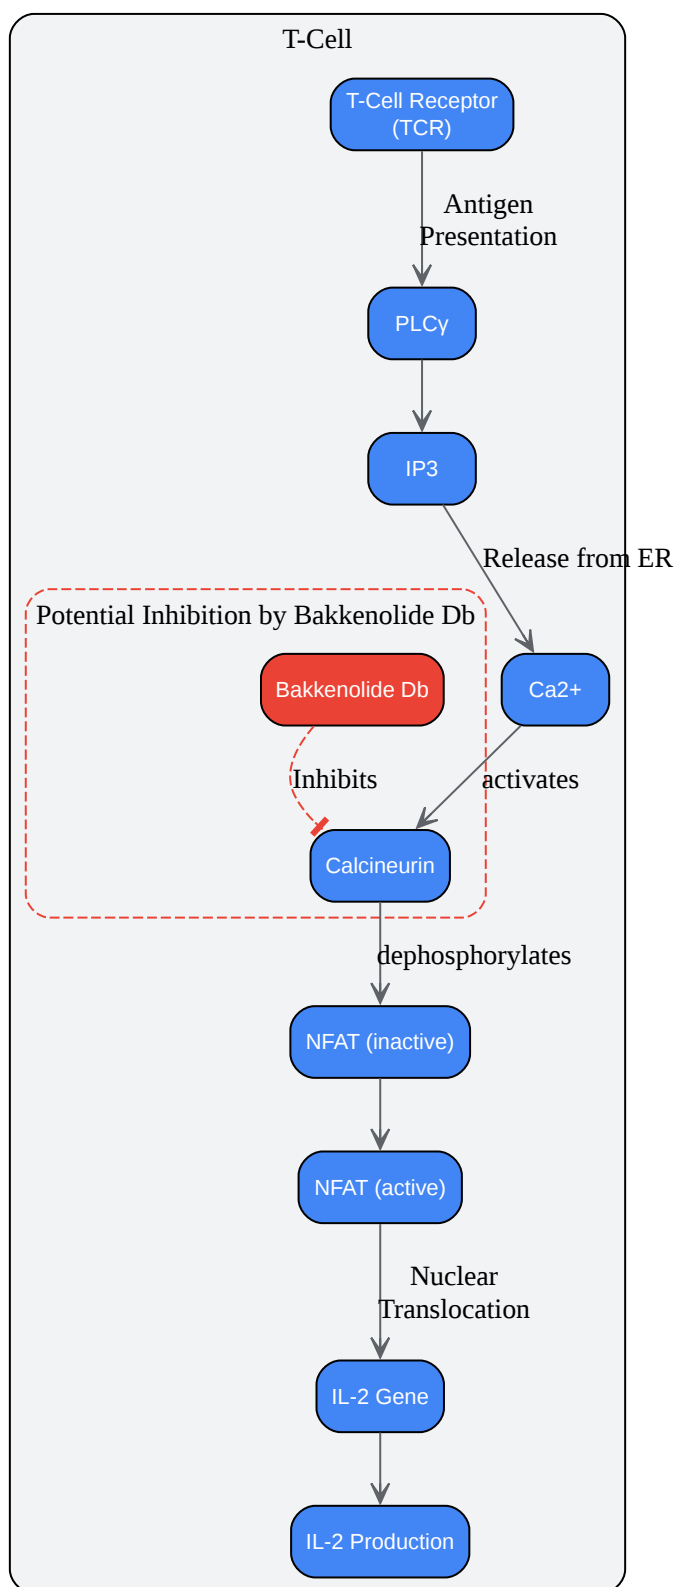 T-Cell
T-Cell Receptor
(TCR)
Antigen
Presentation
PLCγ
IP3
Release from ER
Potential Inhibition by Bakkenolide Db
Bakkenolide Db
Ca2+
Inhibits
activates
Calcineurin
dephosphorylates
NFAT (inactive)
NFAT (active)
Nuclear
Translocation
IL-2 Gene
IL-2 Production